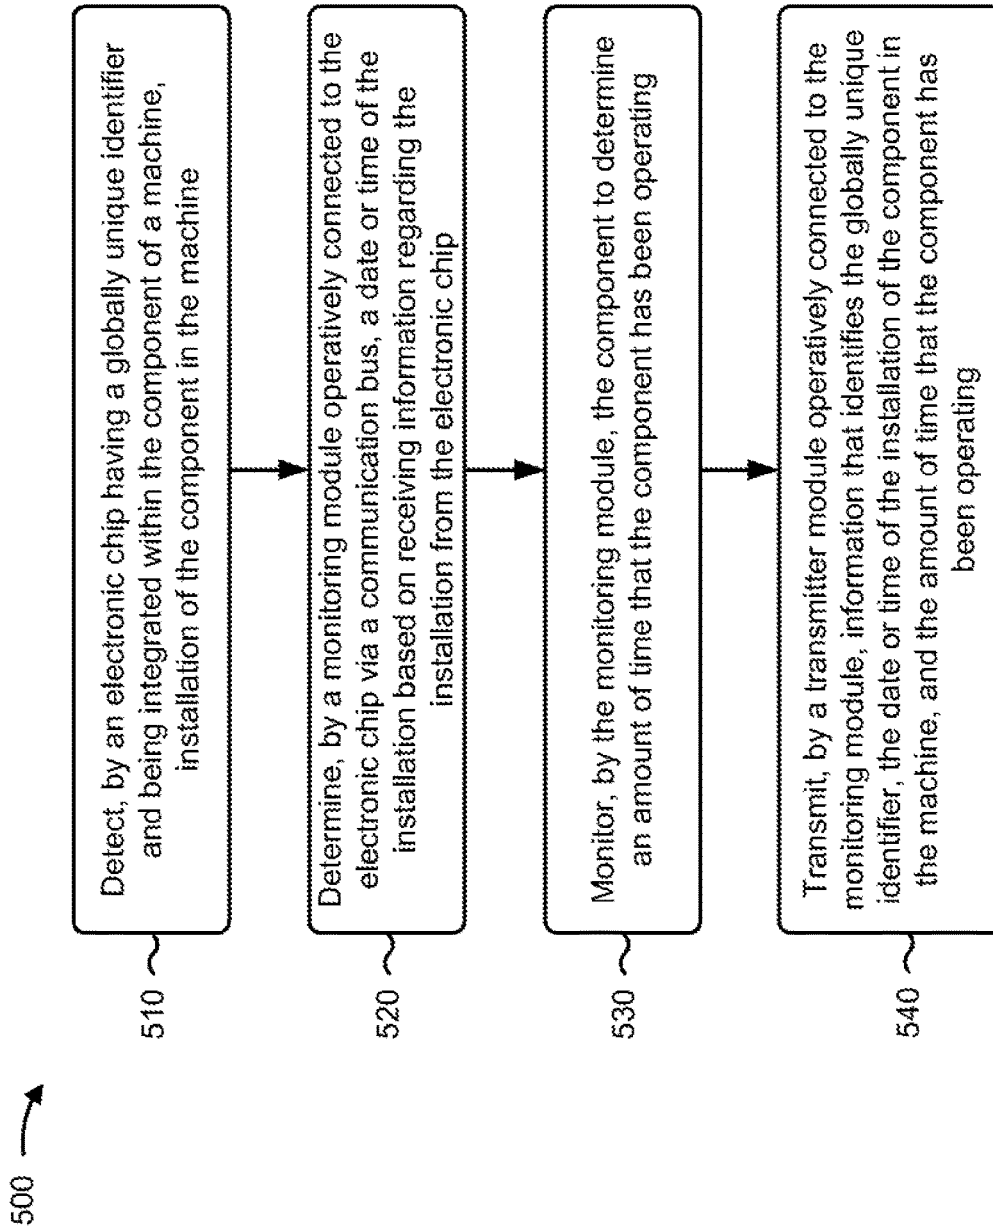 500
510
Detect, by an electronic chip having a globally unique identifier
and being integrated within the component of a machine,
installation of the component in the machine
520
Determine, by a monitoring module operatively connected to the
electronic chip via a communication bus, a date or time of the
installation based on receiving information regarding the
installation from the electronic chip
530
Monitor, by the monitoring module, the component to determine
an amount of time that the component has been operating
540
Transmit, by a transmitter module operatively connected to the
monitoring module, information that identifies the globally unique
identifier, the date or time of the installation of the component in
the machine, and the amount of time that the component has
been operating